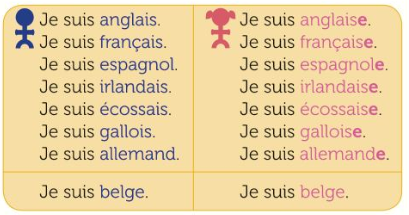 Je suis anglais.
Je suis français.
Je suis espagnol.
Je suis irlandais.
Je suis écossais.
Je suis gallois.
Je suis allemand.
Je suis belge.
Je suis anglaise.
Je suis française.
Je suis espagnole.
Je suis irlandaise.
Je suis écossaise.
Je suis galloise.
Je suis allemande.
Je suis belge.